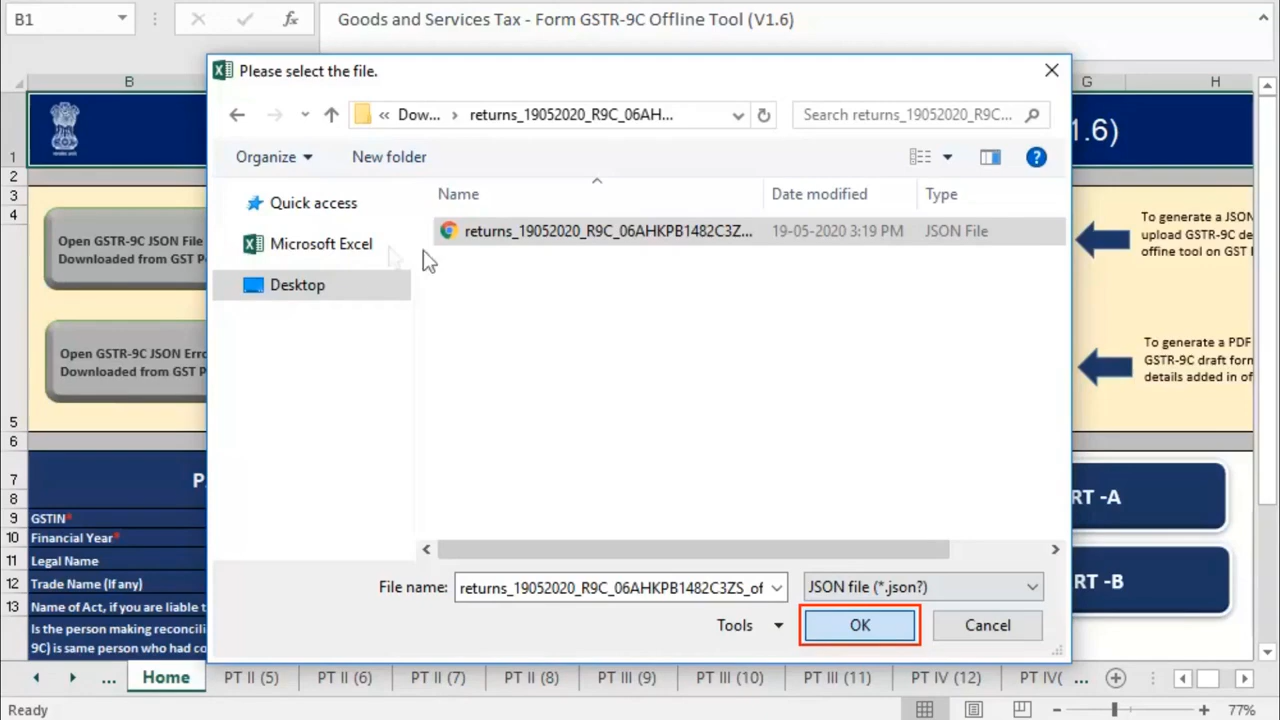 B1
fx
Goods and Services Tax - Form GSTR-9C Offline Tool (V1.6)
Please select the file.
« Dow... › returns_19052020_R9C_06AH...
Search returns_19052020_R9C...
Organize
New folder
Quick access
Microsoft Excel
Desktop
Name
Date modified
Type
returns_19052020_R9C_06AHKPB1482C3Z...
19-05-2020 3:19 PM
JSON File
File name:
returns_19052020_R9C_06AHKPB1482C3ZS_of
JSON file (*.json?)
Tools
OK
Cancel
B
G
H
1
2
3
4
5
6
7
8
9
10
11
12
13
1.6)
Open GSTR-9C JSON File
Downloaded from GST P
Open GSTR-9C JSON Erro
Downloaded from GST P
To generate a JSON
upload GSTR-9C de
offine tool on GST
To generate a PDF
GSTR-9C draft form
details added in of
P
RT -A
RT -B
GSTIN*
Financial Year*
Legal Name
Trade Name (If any)
Name of Act, if you are liable t
Is the person making reconcili
9C) is same person who had co
...
Home
PT II (5)
PT II (6)
PT II (7)
PT II (8)
PT III (9)
PT III (10)
PT III (11)
PT IV (12)
PT IV(
...
Ready
77%